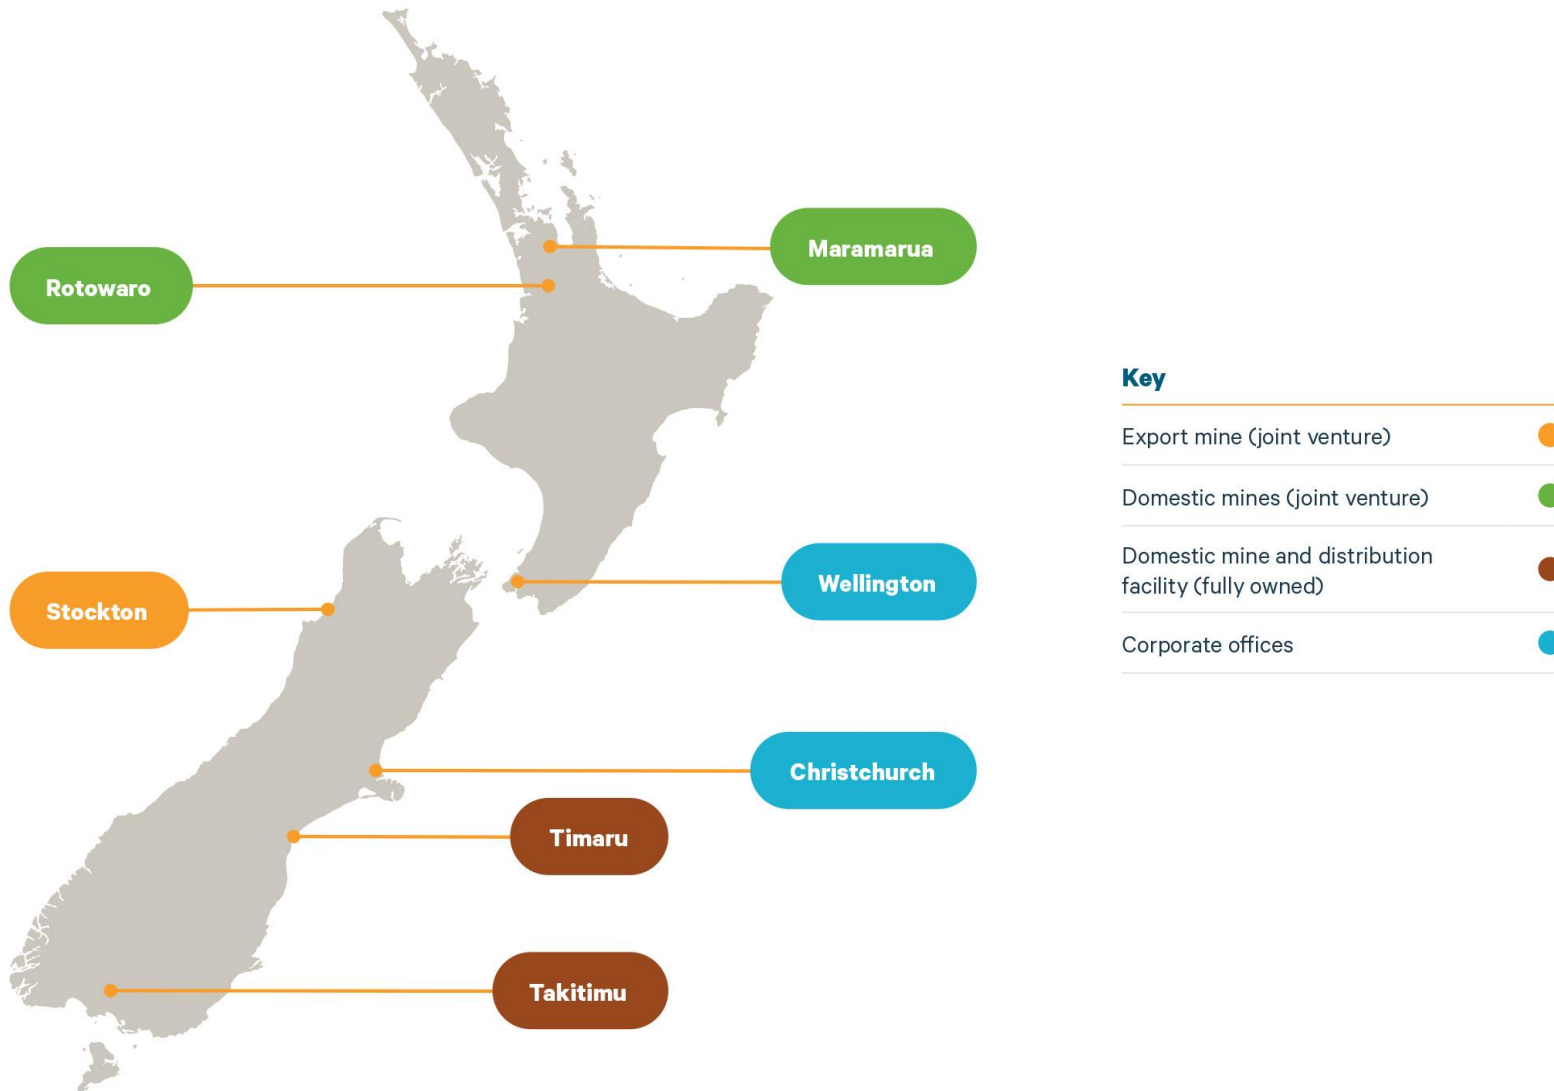 Maramarua
Rotowaro
Key
Export mine (joint venture)
Domestic mines (joint venture)
Domestic mine and distribution
facility (fully owned)
Corporate offices
Wellington
Stockton
Christchurch
Timaru
Takitimu